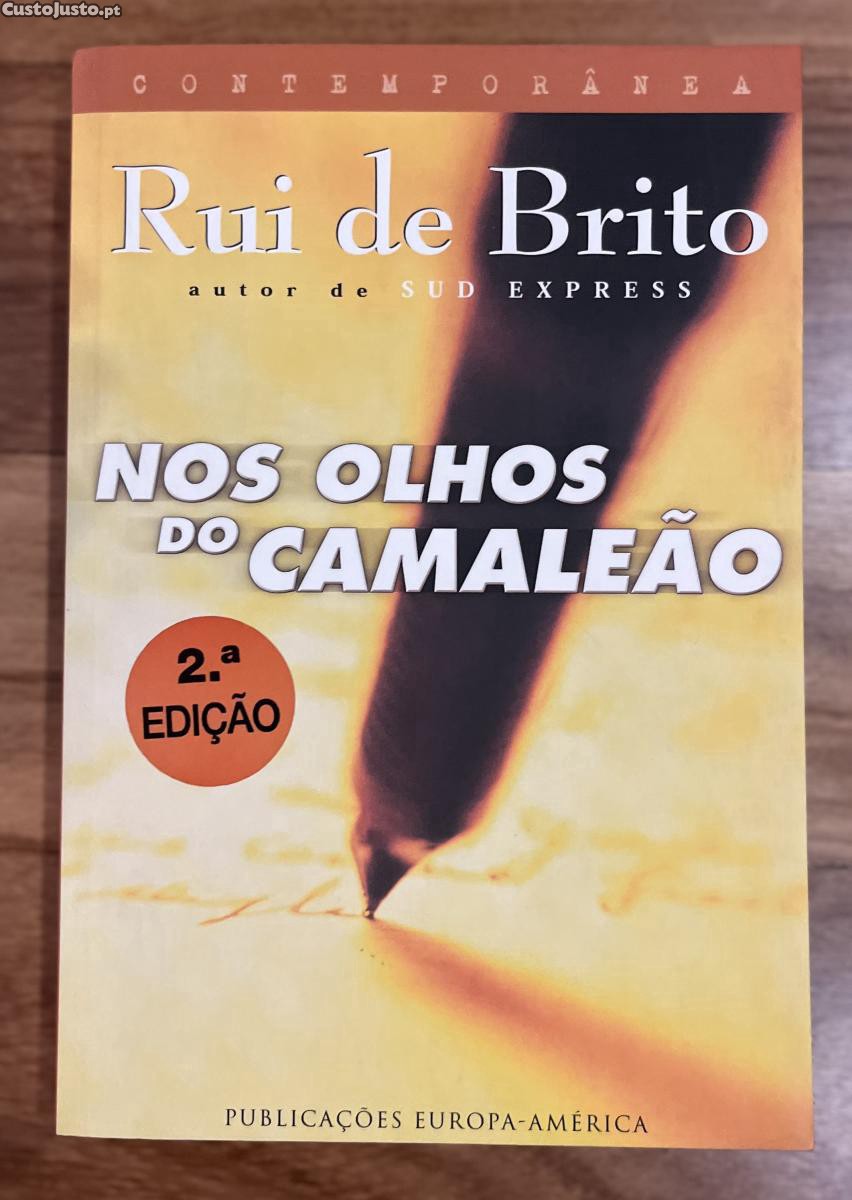 CustoJusto.pt
CONTEMPORÂNEA
Rui de Brito
autor de SUD EXPRESS
NOS OLHOS
DO CAMALEÃO
2.ª
EDIÇÃO
PUBLICAÇÕES EUROPA-AMÉRICA